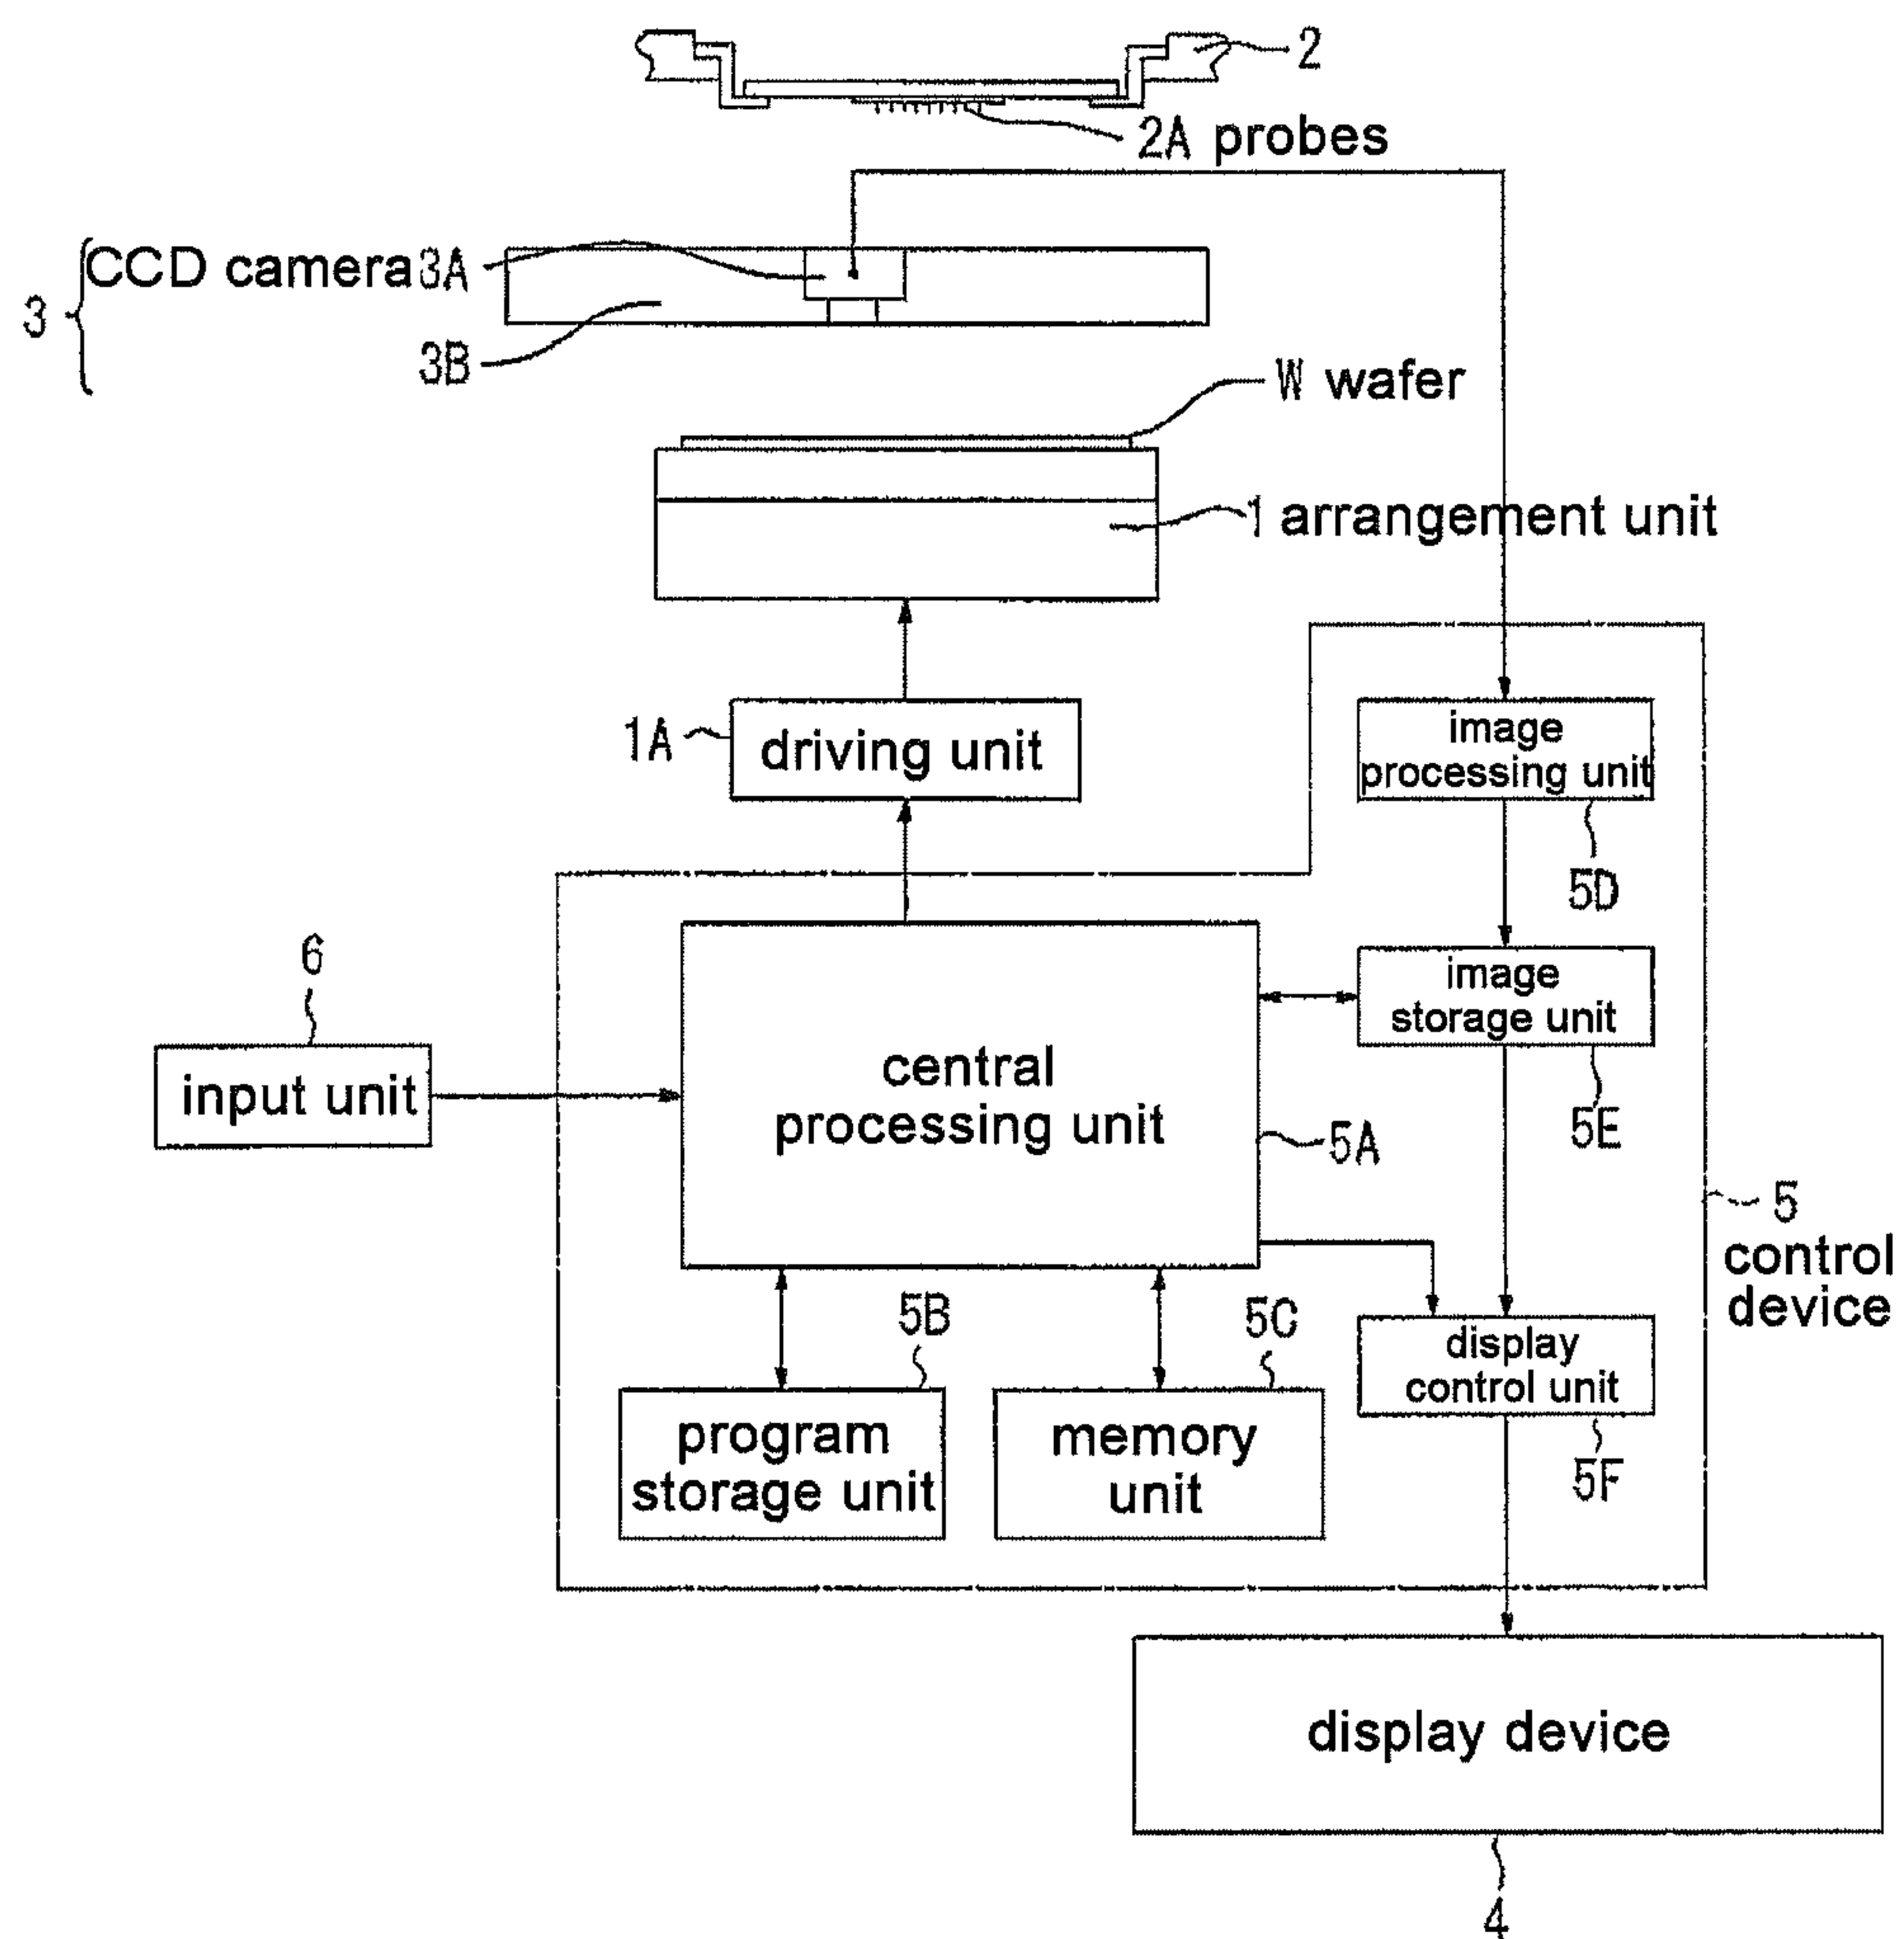 2
2A probes
CCD camera3A
3
3B
W wafer
1 arrangement unit
1A
driving unit
image
processing unit
5D
6
image
storage unit
input unit
central
processing unit
5A
5E
5
control
device
5B
5C
display
control unit
program
storage unit
memory
unit
5F
display device
4